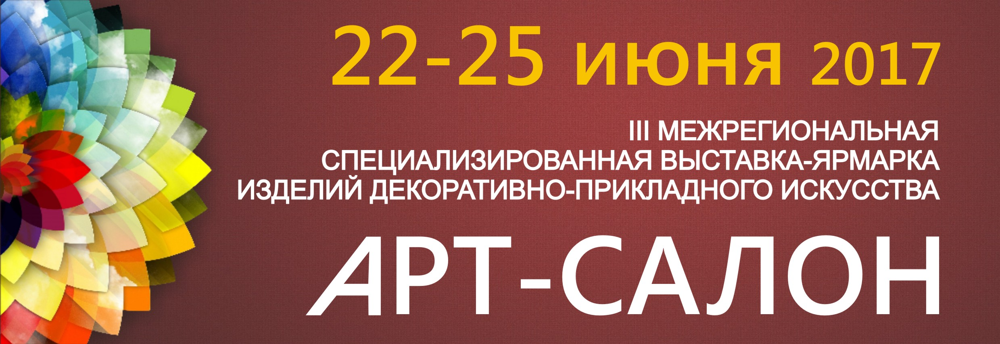 22-25 июня 2017
III МЕЖРЕГИОНАЛЬНАЯ
СПЕЦИАЛИЗИРОВАННАЯ ВЫСТАВКА-ЯРМАРКА
ИЗДЕЛИЙ ДЕКОРАТИВНО-ПРИКЛАДНОГО ИСКУССТВА
АРТ-САЛОН